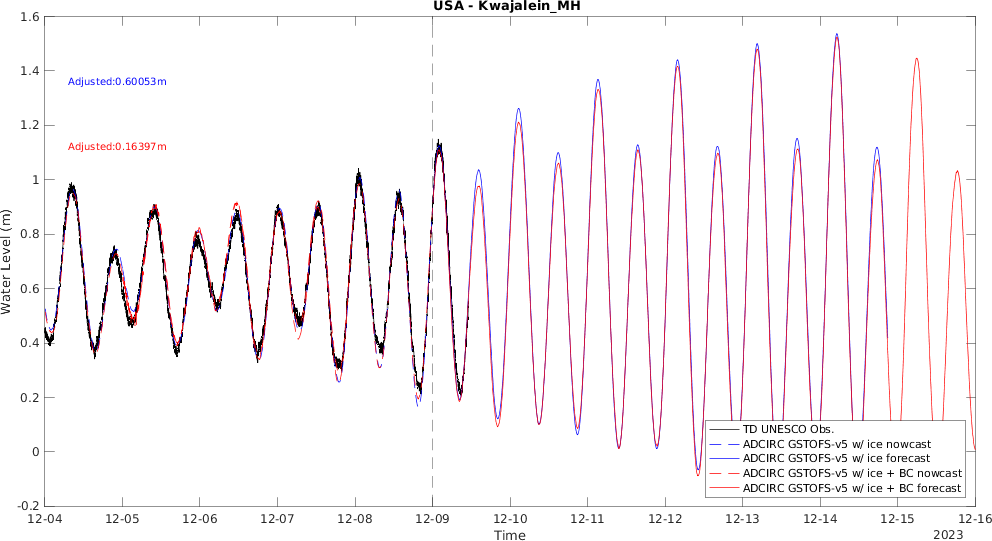 USA - Kwajalein_MH
1.6
1.4
1.2
1
0.8
0.6
0.4
0.2
0
-0.2
Water Level (m)
Adjusted:0.60053m
Adjusted:0.16397m
TD UNESCO Obs.
ADCIRC GSTOFS-v5 w/ ice nowcast
ADCIRC GSTOFS-v5 w/ ice forecast
ADCIRC GSTOFS-v5 w/ ice + BC nowcast
ADCIRC GSTOFS-v5 w/ ice + BC forecast
12-04 12-05 12-06 12-07 12-08 12-09 12-10 12-11 12-12 12-13 12-14 12-15 12-16
Time
2023